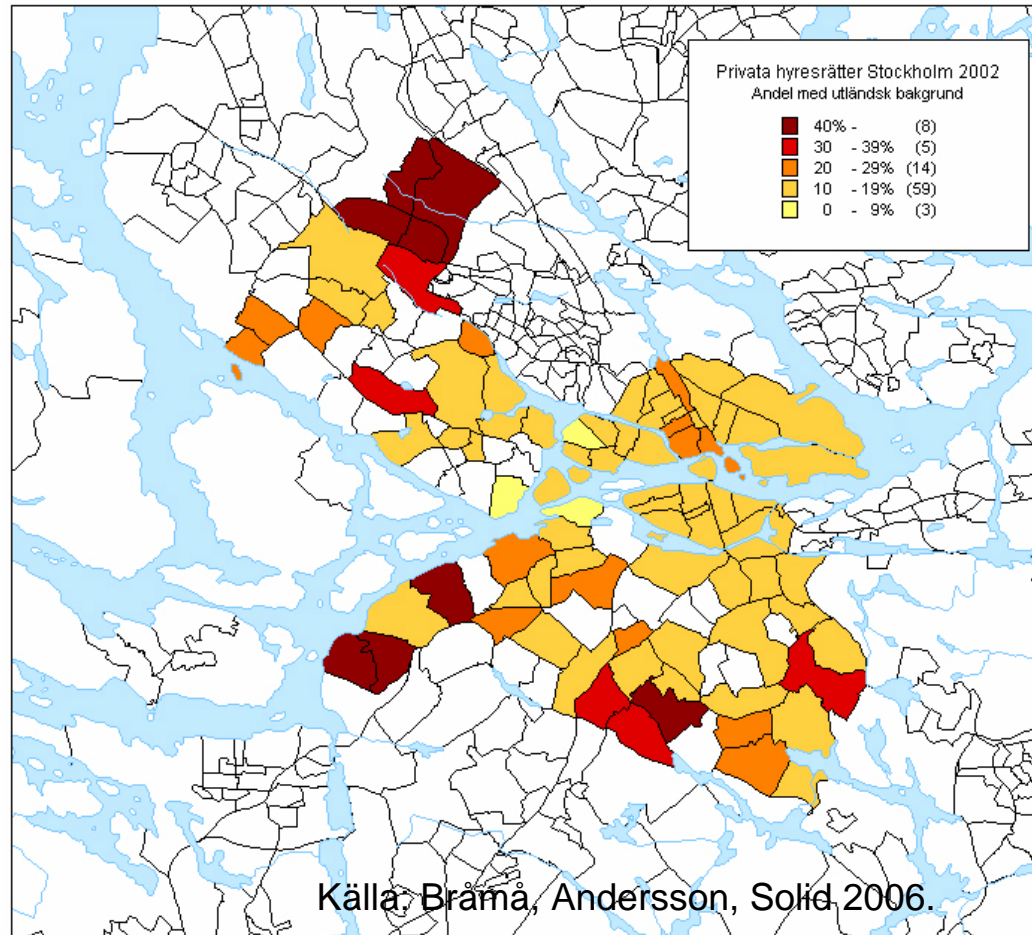 Privata hyresrätter Stockholm 2002
Andel med utländsk bakgrund
40% - (8)
30 - 39% (5)
20 - 29% (14)
10 - 19% (59)
0 - 9% (3)
Källa: Bråmå, Andersson, Solid 2006.